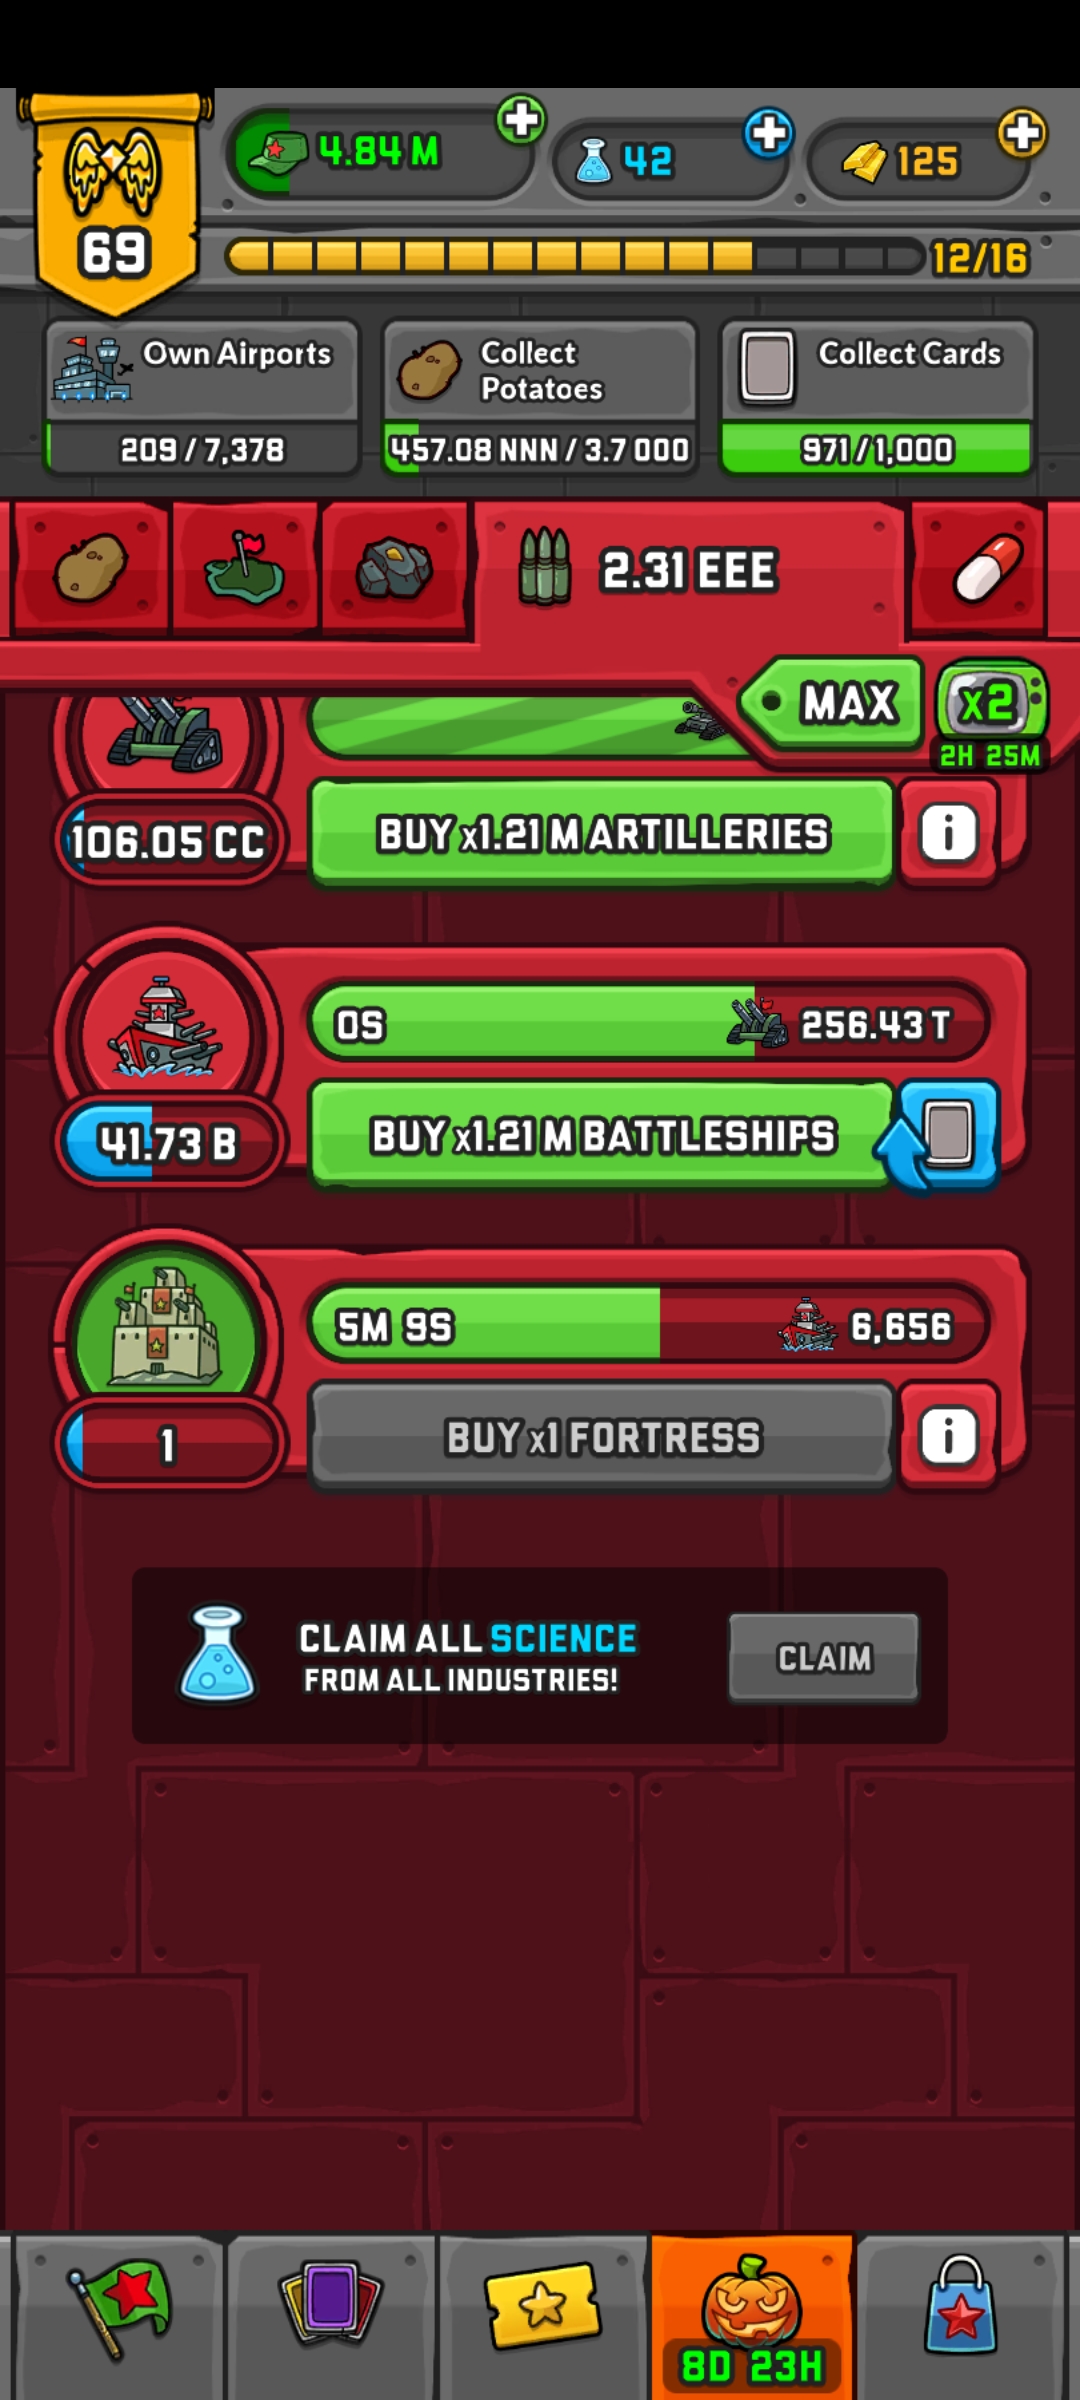 4.84 M
42
125
69
12/16
Own Airports
209 / 7,378
Collect
Potatoes
457.08 NNN / 3.7 OOO
Collect Cards
971 / 1,000
2.31 EEE
MAX
x2
2H 25M
106.05 CC
BUY x1.21 M ARTILLERIES
i
0S
256.43 T
41.73 B
BUY x1.21 M BATTLESHIPS
5M 9S
6,656
1
BUY x1 FORTRESS
i
CLAIM ALL SCIENCE
FROM ALL INDUSTRIES!
CLAIM
8D 23H